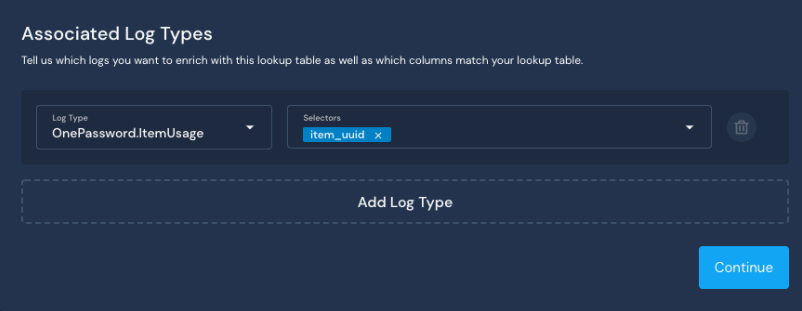 Associated Log Types
Tell us which logs you want to enrich with this lookup table as well as which columns match your lookup table.
Log Type
OnePassword.ItemUsage
Selectors
item_uuid ×
Add Log Type
Continue